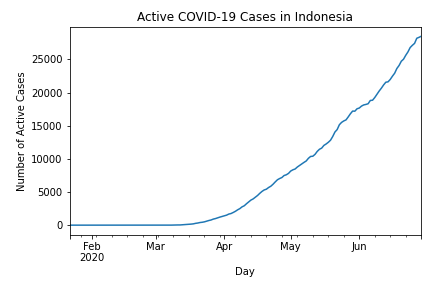 Active COVID-19 Cases in Indonesia
Number of Active Cases
25000
20000
15000
10000
5000
0
Feb
2020
Mar
Apr
May
Jun
Day